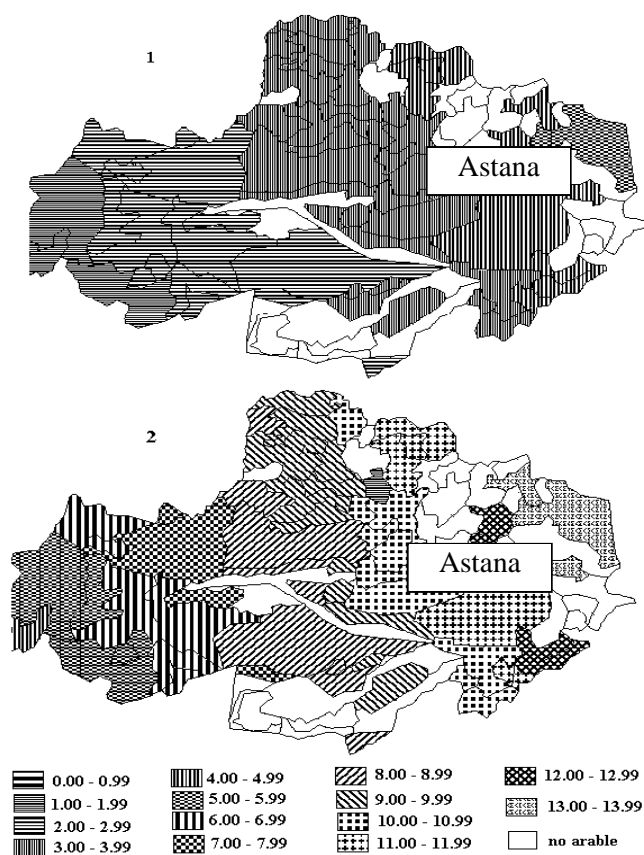 1
Astana
2
Astana
0.00 - 0.99
1.00 - 1.99
2.00 - 2.99
3.00 - 3.99
4.00 - 4.99
5.00 - 5.99
6.00 - 6.99
7.00 - 7.99
8.00 - 8.99
9.00 - 9.99
10.00 - 10.99
11.00 - 11.99
12.00 - 12.99
13.00 - 13.99
no arable